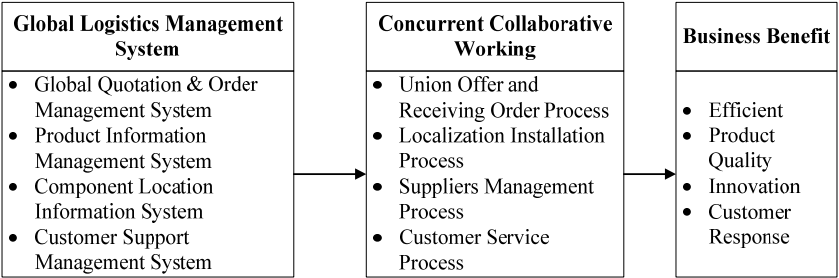 Global Logistics Management
System
• Global Quotation & Order
Management System
• Product Information
Management System
• Component Location
Information System
• Customer Support
Management System
Concurrent Collaborative
Working
• Union Offer and
Receiving Order Process
• Localization Installation
Process
• Suppliers Management
Process
• Customer Service
Process
Business Benefit
• Efficient
• Product
Quality
• Innovation
• Customer
Response